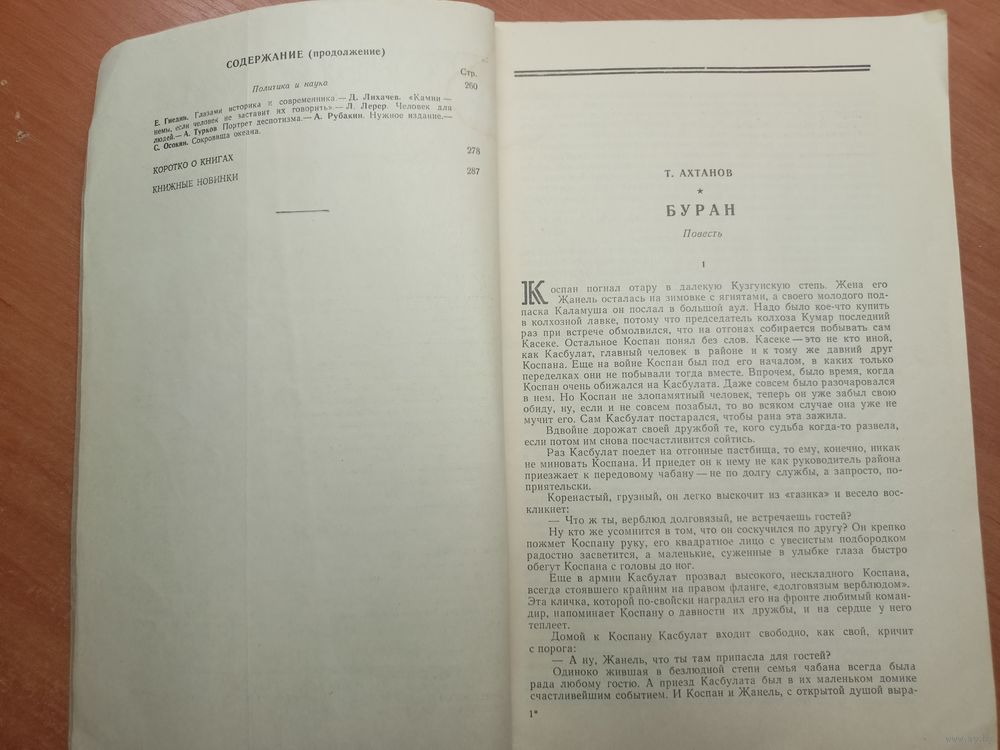 СОДЕРЖАНИЕ (продолжение)
Стр.
Политика и наука
260
Е. Гнедин. Глазами историка и современника.— Д. Лихачев. «Камни —
немы, если человек не заставит их говорить».— Л. Лерер. Человек для
людей.— А. Турков Портрет деспотизма.— А. Рубакин. Нужное издание.—
С. Осокин. Сокровища океана.
КОРОТКО О КНИГАХ
278
КНИЖНЫЕ НОВИНКИ
287
Т. АХТАНОВ
★
БУРАН
Повесть
1
Коспан погнал отару в далекую Кузгунскую степь. Жена его
Жанель осталась на зимовке с ягнятами, а своего молодого под-
паска Каламуша он послал в большой аул. Надо было кое-что купить
в колхозной лавке, потому что председатель колхоза Кумар последний
раз при встрече обмолвился, что на отгонах собирается побывать сам
Касеке. Остальное Коспан понял без слов. Касеке — это не кто иной,
как Касбулат, главный человек в районе и к тому же давний друг
Коспана. Еще на войне Коспан был под его началом, в каких только
переделках они не побывали тогда вместе. Впрочем, было время, когда
Коспан очень обижался на Касбулата. Даже совсем было разочаровался
в нем. Но Коспан не злопамятный человек, теперь он уже забыл свою
обиду, ну, если и не совсем позабыл, то во всяком случае она уже не
мучит его. Сам Касбулат постарался, чтобы рана эта зажила.
Вдвойне дорожат своей дружбой те, кого судьба когда-то развела,
если потом им снова посчастливится сойтись.
Раз Касбулат поедет на отгонные пастбища, то ему, конечно, никак
не миновать Коспана. И приедет он к нему не как руководитель района
приезжает к передовому чабану — не по долгу службы, а запросто, по-
приятельски.
Коренастый, грузный, он легко выскочит из «газика» и весело вос-
кликнет:
— Что ж ты, верблюд долговязый, не встречаешь гостей?
Ну кто же усомнится в том, что он соскучился по другу? Он крепко
пожмет Коспану руку, его квадратное лицо с увесистым подбородком
радостно засветится, а маленькие, суженные в улыбке глаза быстро
обегут Коспана с головы до ног.
Еще в армии Касбулат прозвал высокого, нескладного Коспана,
всегда стоявшего крайним на правом фланге, «долговязым верблюдом».
Эта кличка, которой по-свойски наградил его на фронте любимый коман-
дир, напоминает Коспану о давности их дружбы, и на сердце у него
теплеет.
Домой к Коспану Касбулат входит свободно, как свой, кричит
с порога:
— А ну, Жанель, что ты там припасла для гостей?
Одиноко жившая в безлюдной степи семья чабана всегда была
рада любому гостю. А приезд Касбулата был в их маленьком домике
счастливейшим событием. И Коспан и Жанель, с открытой душой выра-
1*